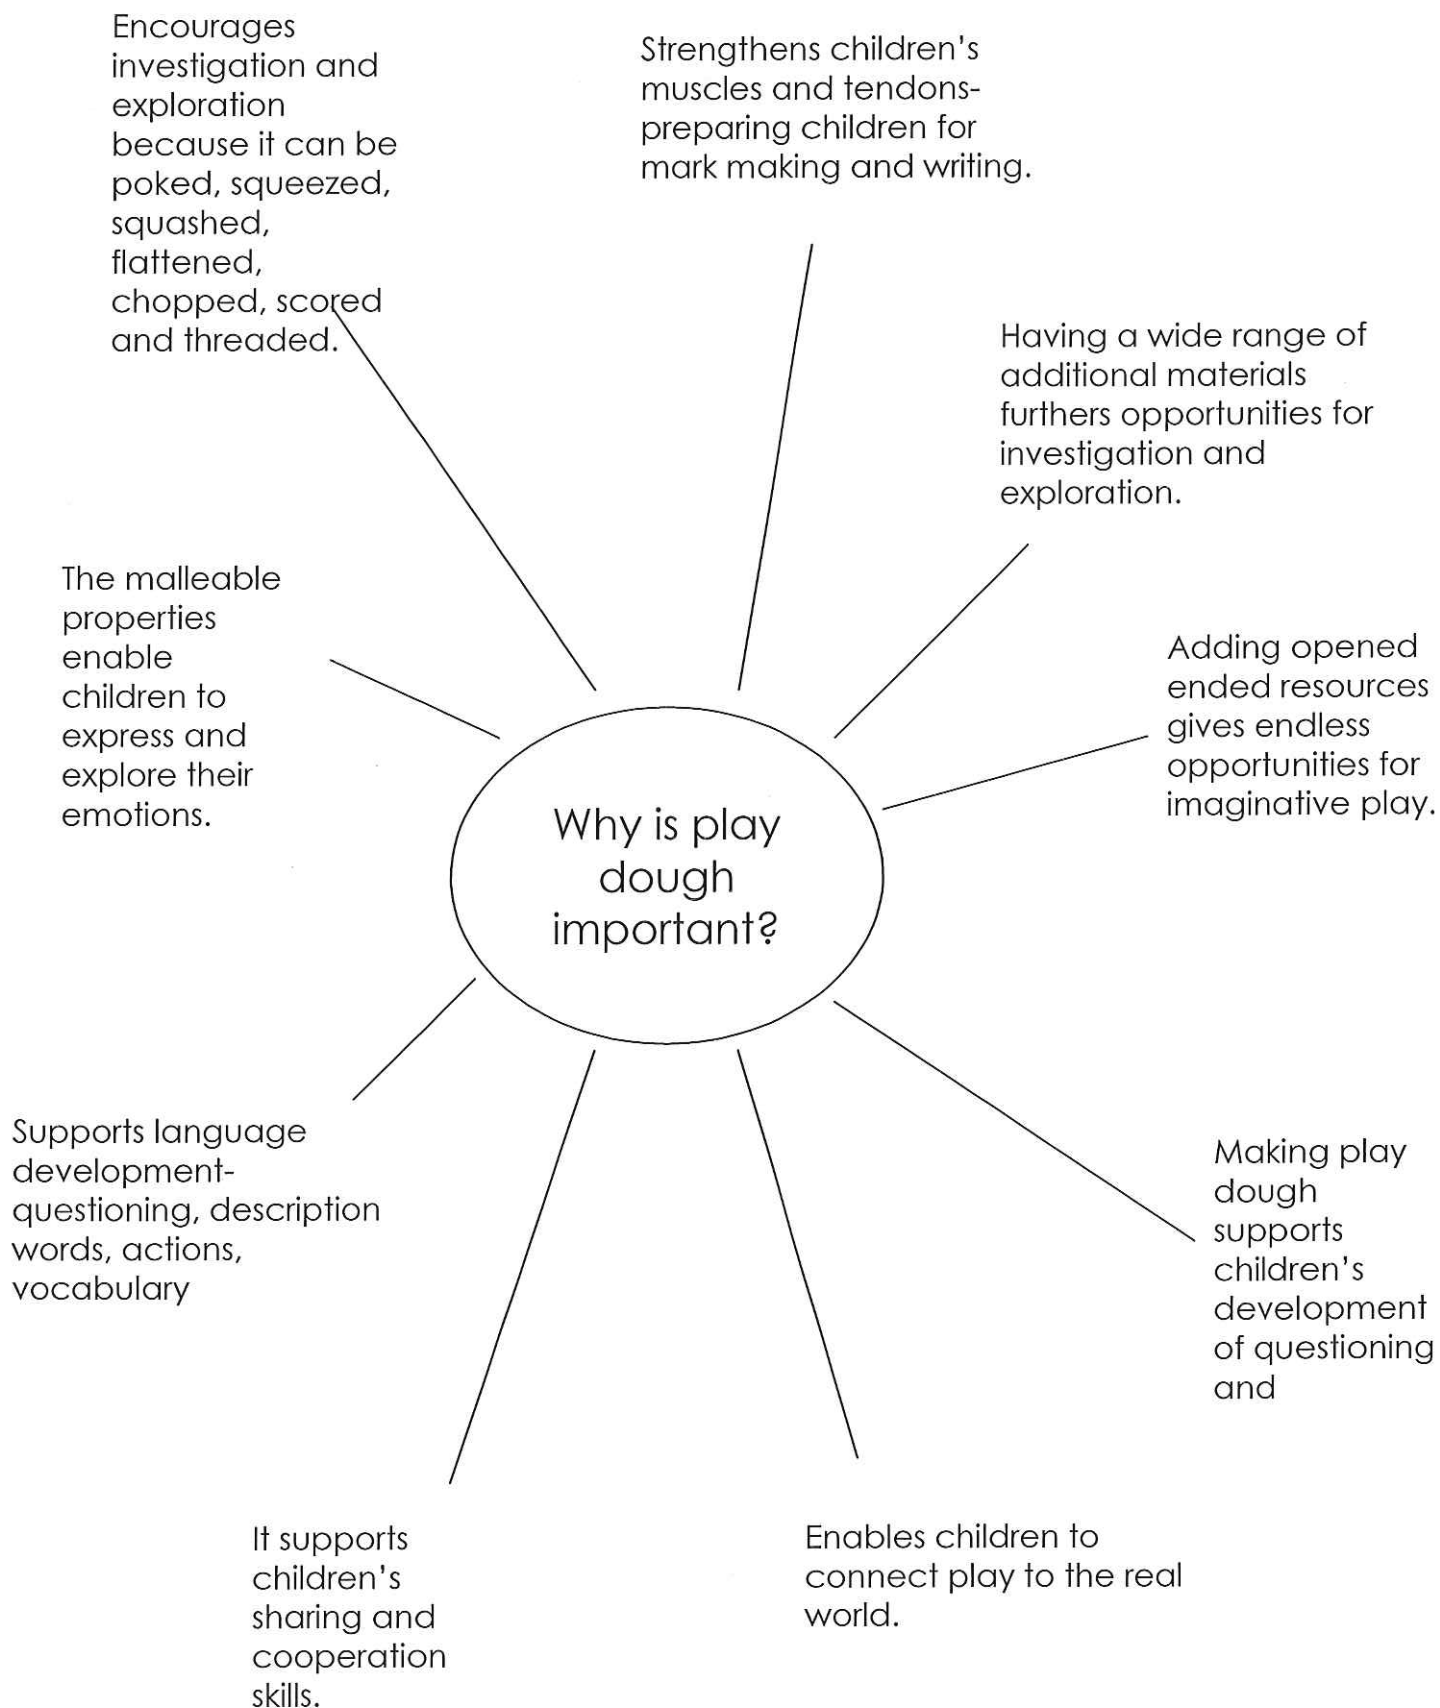 Encourages
investigation and
exploration
because it can be
poked, squeezed,
squashed,
flattened,
chopped, scored
and threaded.
Strengthens children's
muscles and tendons-
preparing children for
mark making and writing.
Having a wide range of
additional materials
furthers opportunities for
investigation and
exploration.
The malleable
properties
enable
children to
express and
explore their
emotions.
Adding opened
ended resources
gives endless
opportunities for
imaginative play.
Why is play
dough
important?
Supports language
development-
questioning, description
words, actions,
vocabulary
Making play
dough
supports
children's
development
of questioning
and
It supports
children's
sharing and
cooperation
skills.
Enables children to
connect play to the real
world.